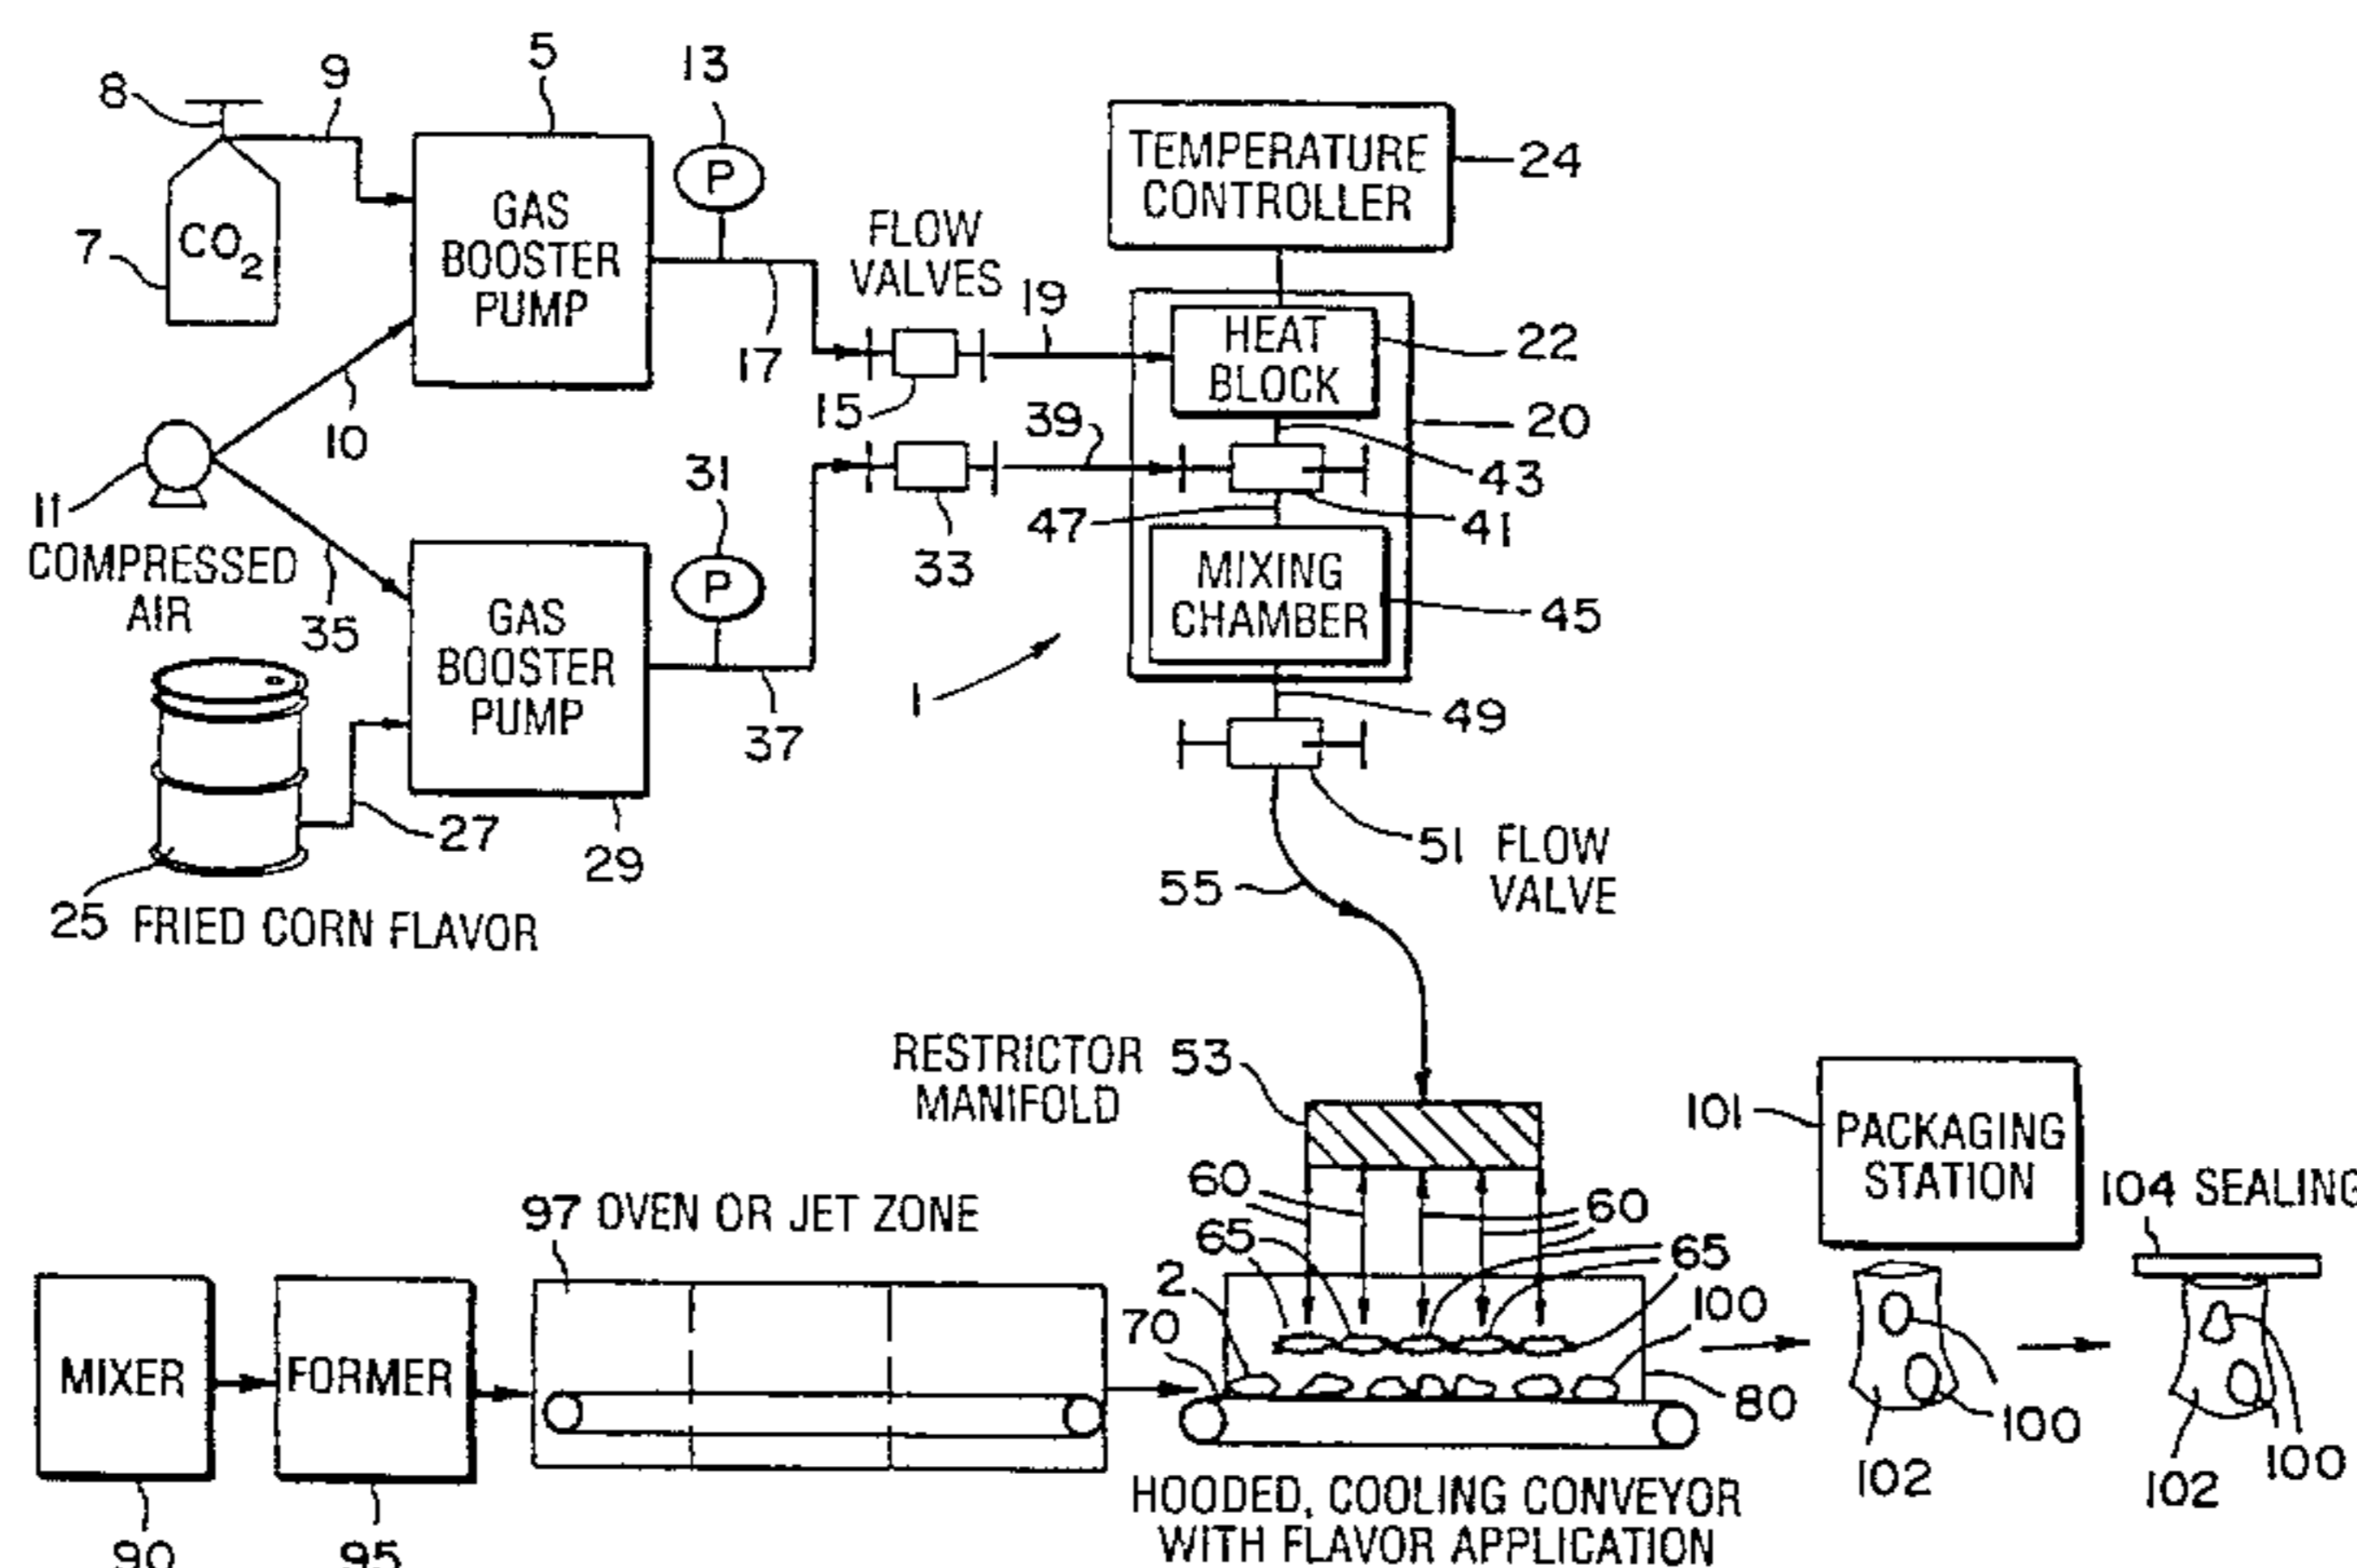 8
9
5
13
7
CO2
GAS
BOOSTER
PUMP
P
FLOW
VALVES
17
15
19
TEMPERATURE
CONTROLLER
24
HEAT
BLOCK
22
20
10
11
COMPRESSED
AIR
35
31
P
33
39
43
47
41
MIXING
CHAMBER
45
GAS
BOOSTER
PUMP
37
1
49
27
29
25 FRIED CORN FLAVOR
55
51 FLOW
VALVE
RESTRICTOR 53
MANIFOLD
101
PACKAGING
STATION
104 SEALING
60
60
65
65
97 OVEN OR JET ZONE
2
70
100
80
MIXER
FORMER
90
95
102
100
102
100
HOODED, COOLING CONVEYOR
WITH FLAVOR APPLICATION